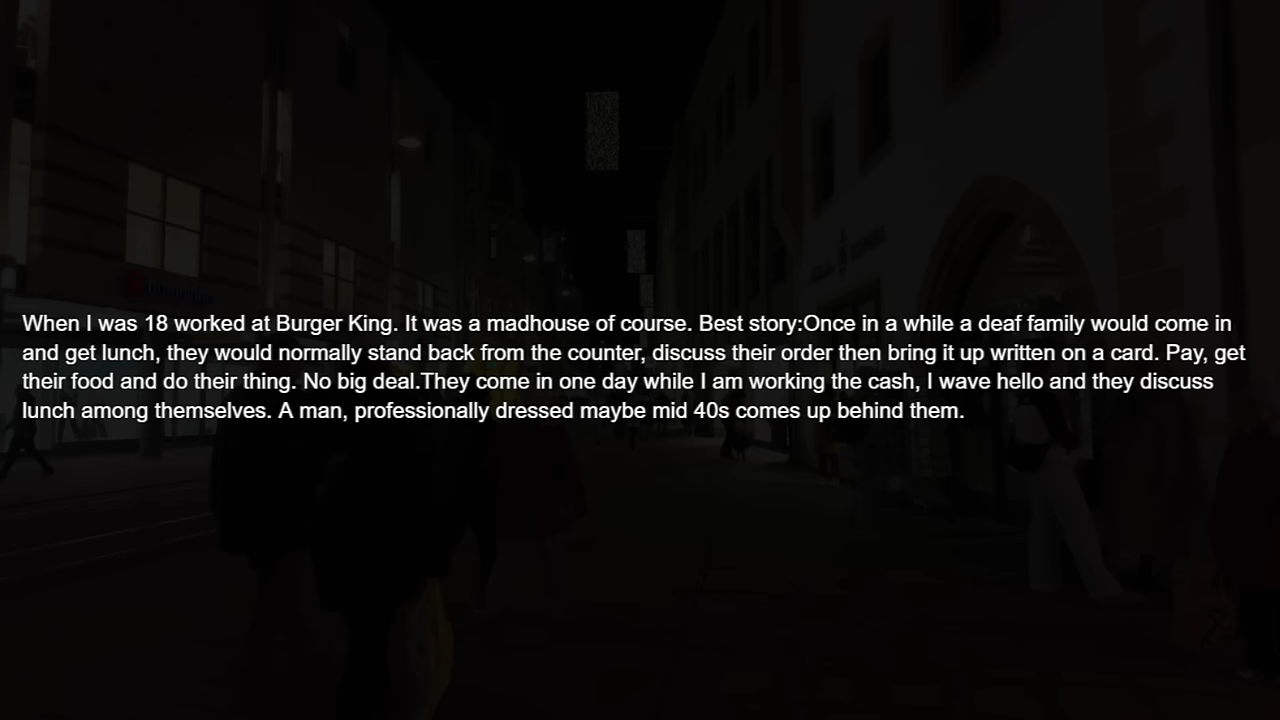 When I was 18 worked at Burger King. It was a madhouse of course. Best story:Once in a while a deaf family would come in
and get lunch, they would normally stand back from the counter, discuss their order then bring it up written on a card. Pay, get
their food and do their thing. No big deal.They come in one day while I am working the cash, I wave hello and they discuss
lunch among themselves. A man, professionally dressed maybe mid 40s comes up behind them.